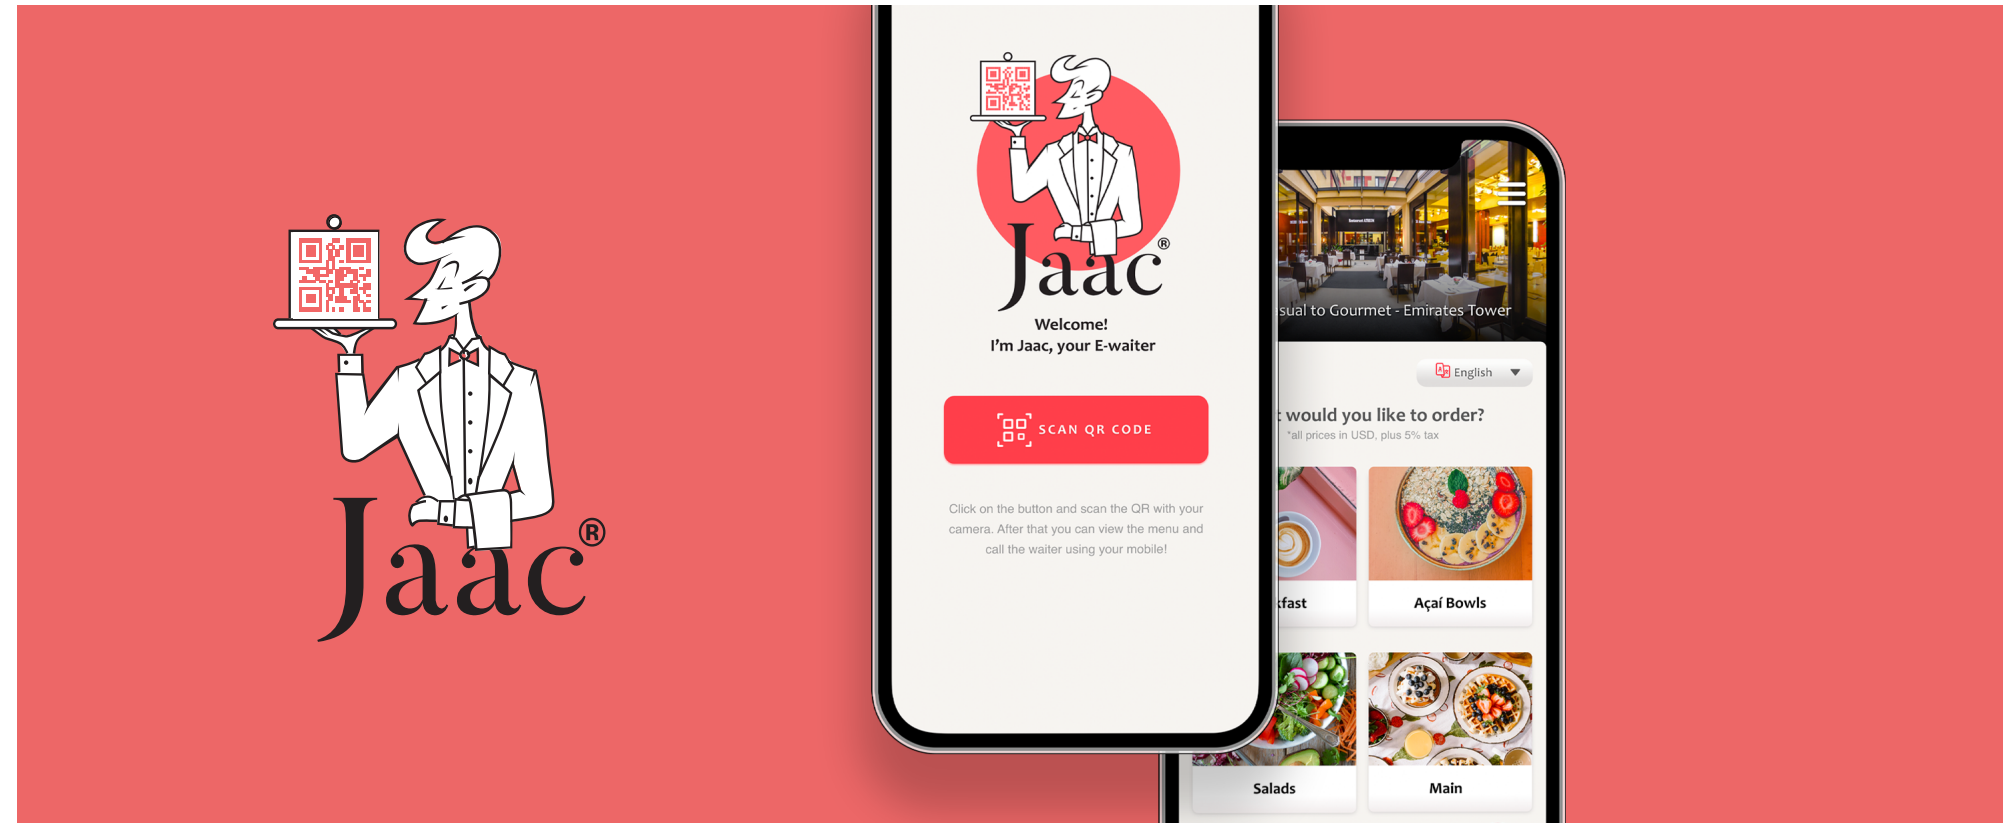 Jaac®
Jaac®
Welcome!
I'm Jaac, your E-waiter
SCAN QR CODE
Click on the button and scan the QR with your
camera. After that you can view the menu and
call the waiter using your mobile!
sual to Gourmet - Emirates Tower
English
would you like to order?
*all prices in USD, plus 5% tax
kfast
Açaí Bowls
Salads
Main